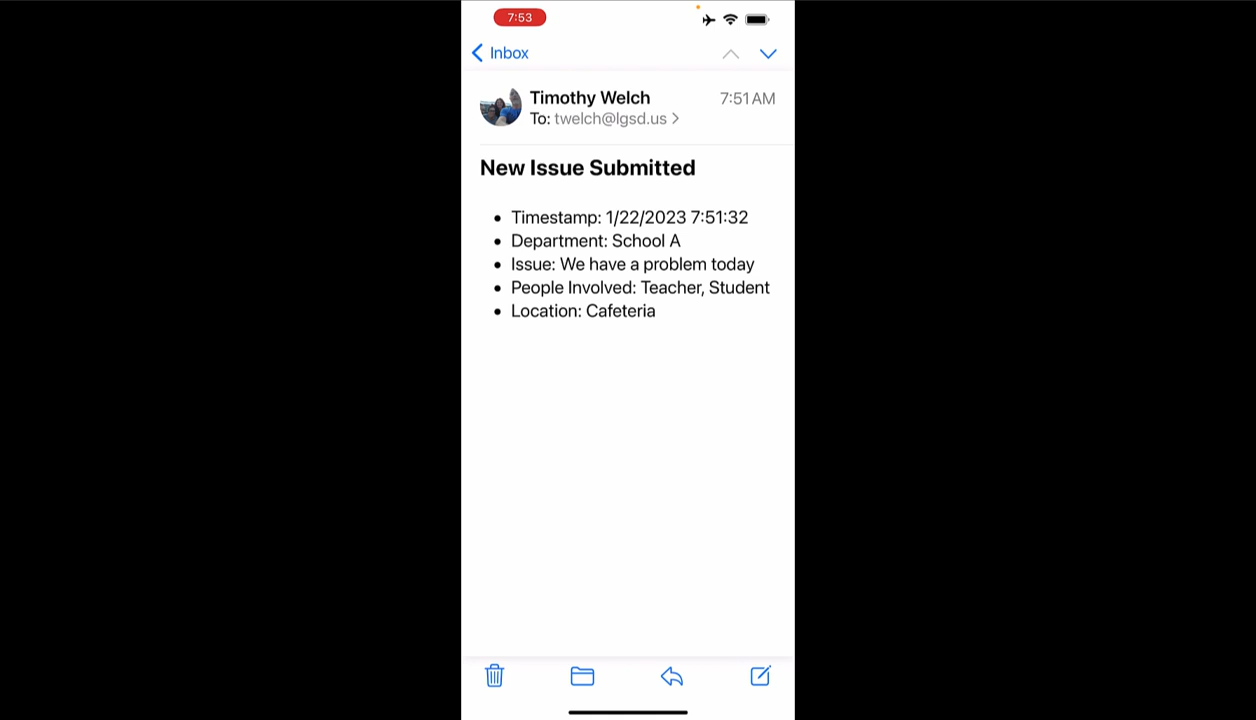 7:53
Inbox
Timothy Welch 7:51 AM
To: twelch@lgsd.us
New Issue Submitted
• Timestamp: 1/22/2023 7:51:32
• Department: School A
• Issue: We have a problem today
• People Involved: Teacher, Student
• Location: Cafeteria